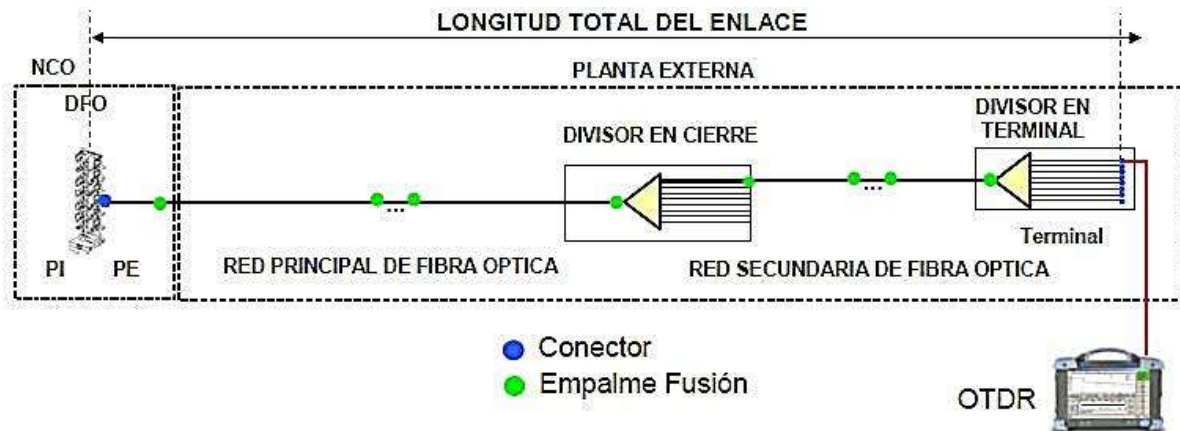 LONGITUD TOTAL DEL ENLACE
NCO
PLANTA EXTERNA
DFO
DIVISOR EN CIERRE
DIVISOR EN
TERMINAL
...
...
Terminal
PI
PE
RED PRINCIPAL DE FIBRA OPTICA
RED SECUNDARIA DE FIBRA OPTICA
Conector
Empalme Fusión
OTDR